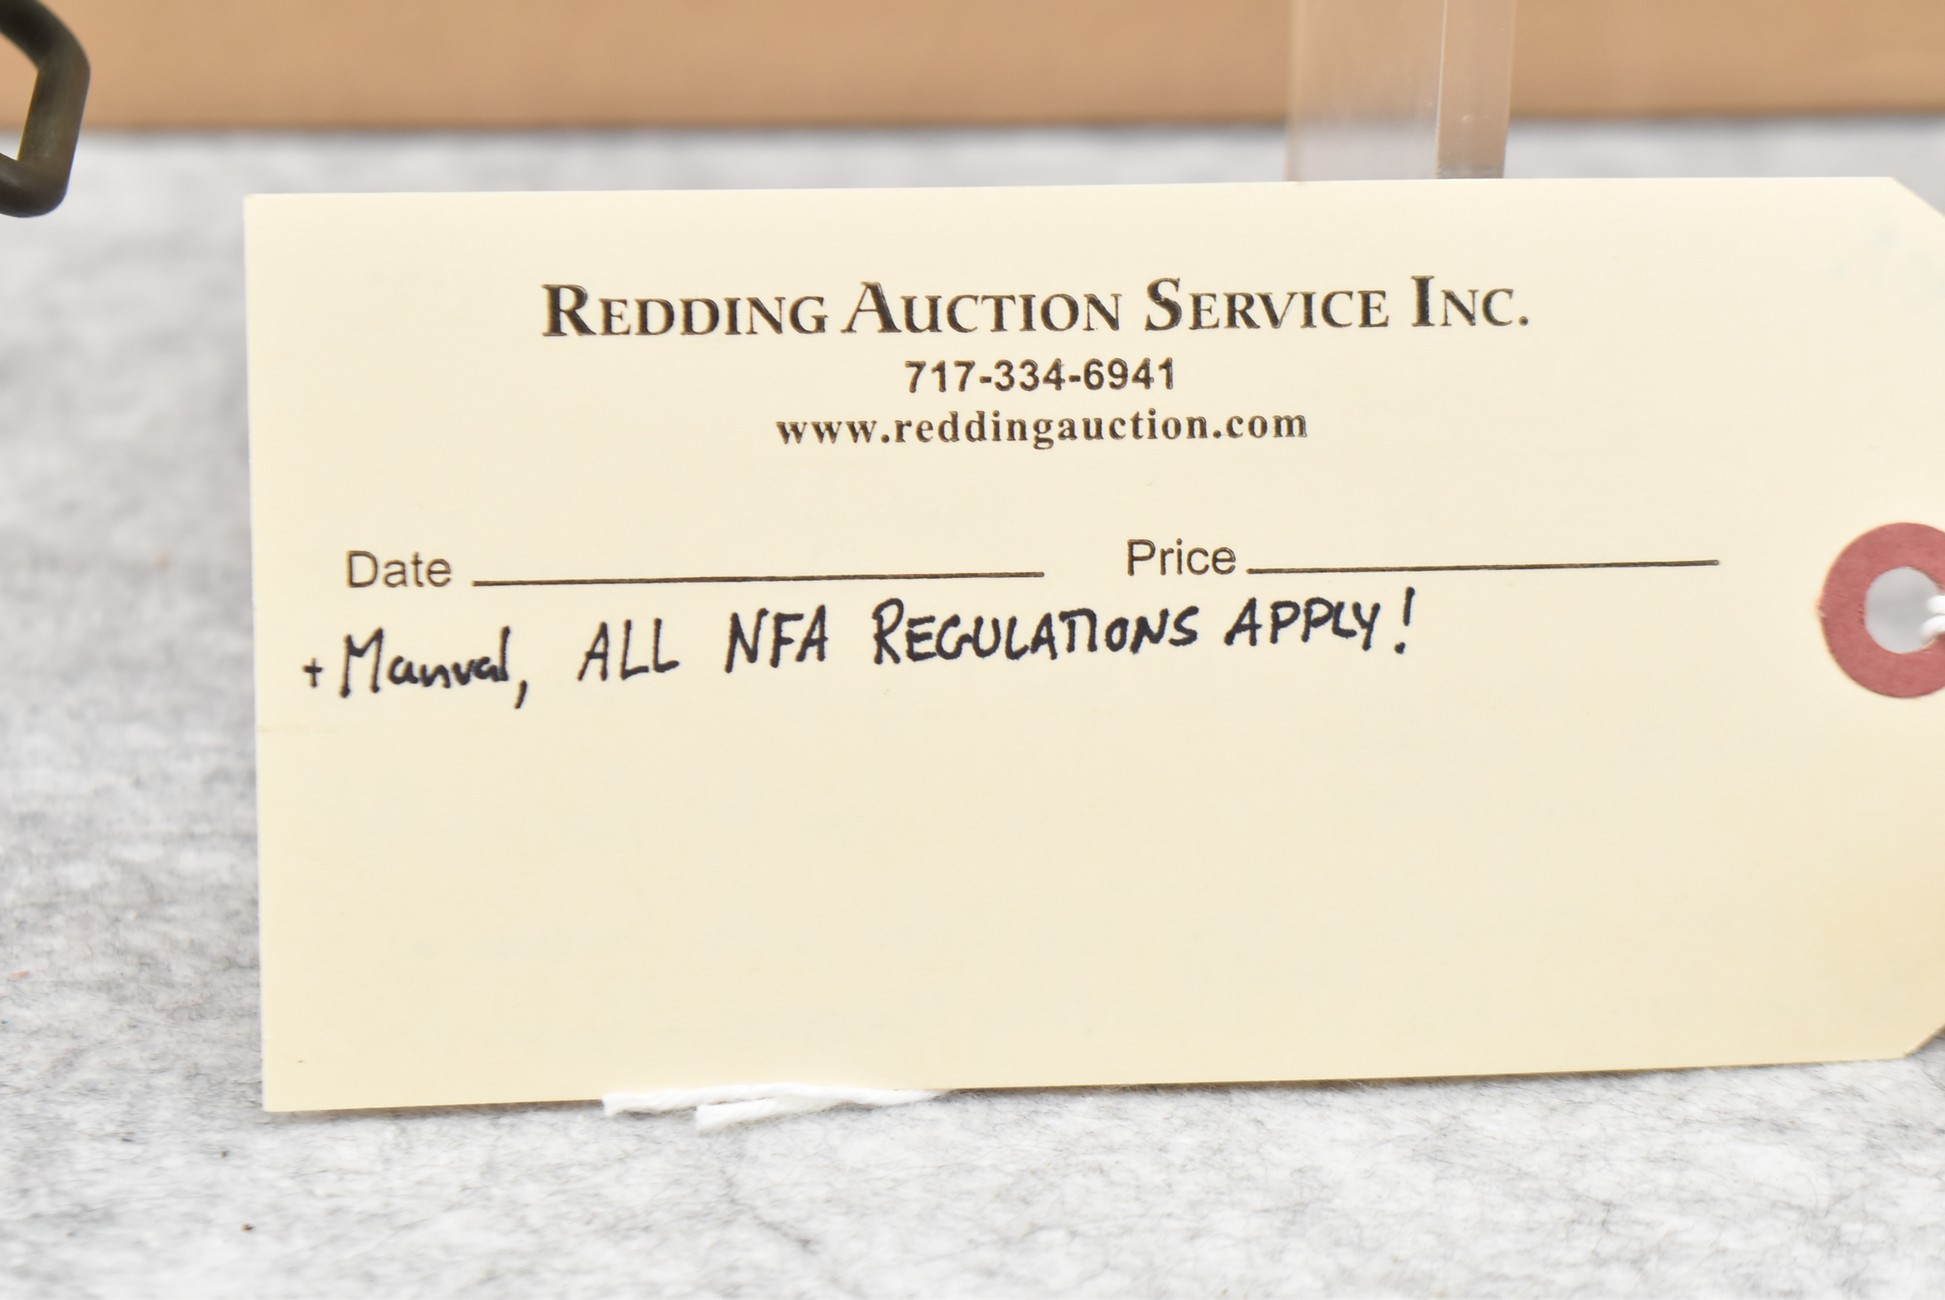 REDDING AUCTION SERVICE INC.
717-334-6941
www.reddingauction.com
Date Price
+ Manual, ALL NFA REGULATIONS APPLY!